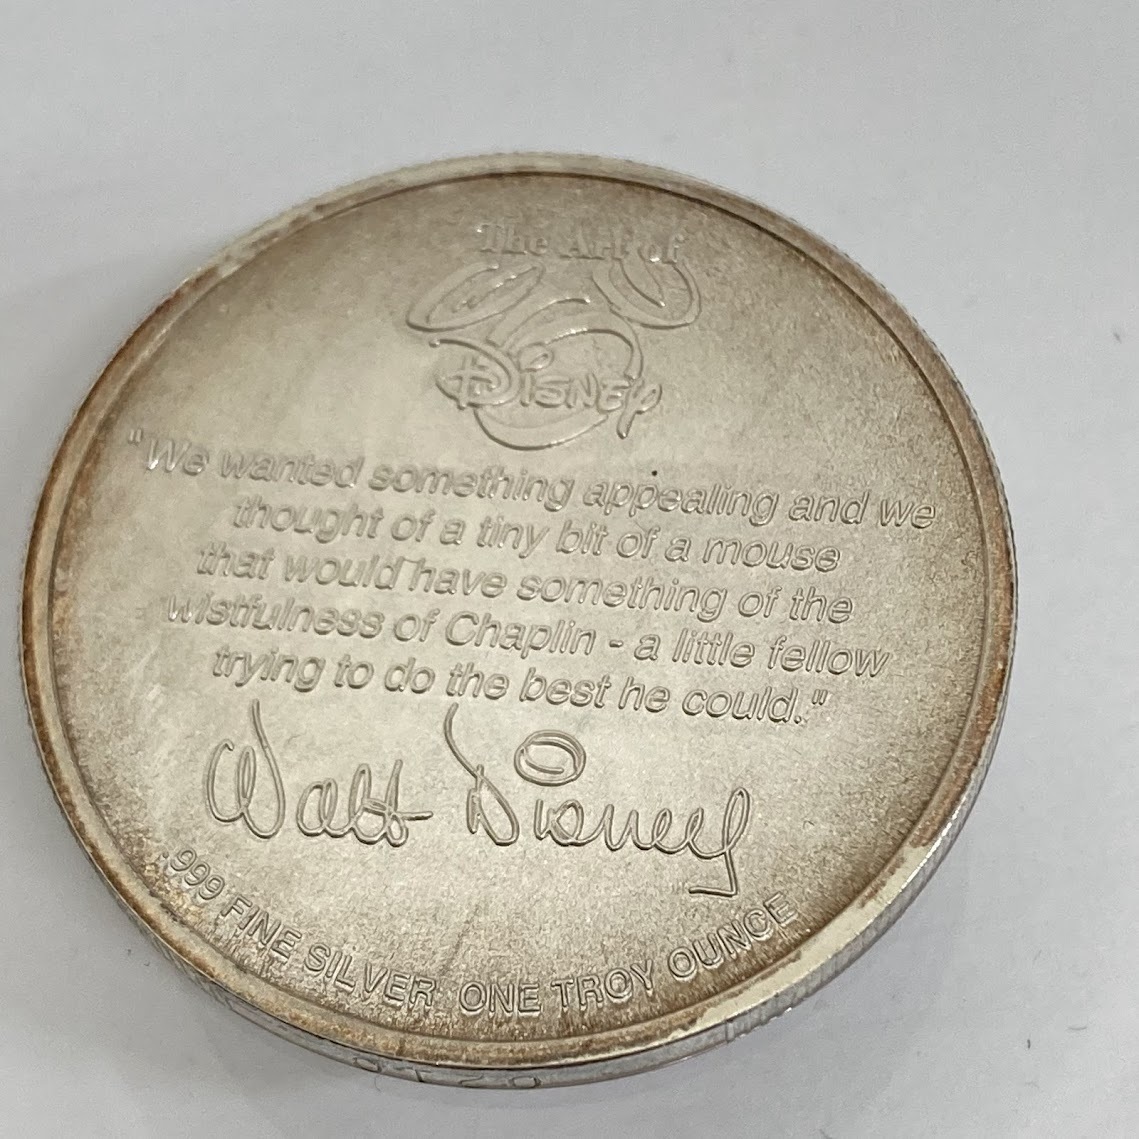 The Art of
DISNEY
"We wanted something appealing and we
thought of a tiny bit of a mouse
that would have something of the
wistfulness of Chaplin - a little fellow
trying to do the best he could."
Walt Disney
.999 FINE SILVER ONE TROY OUNCE